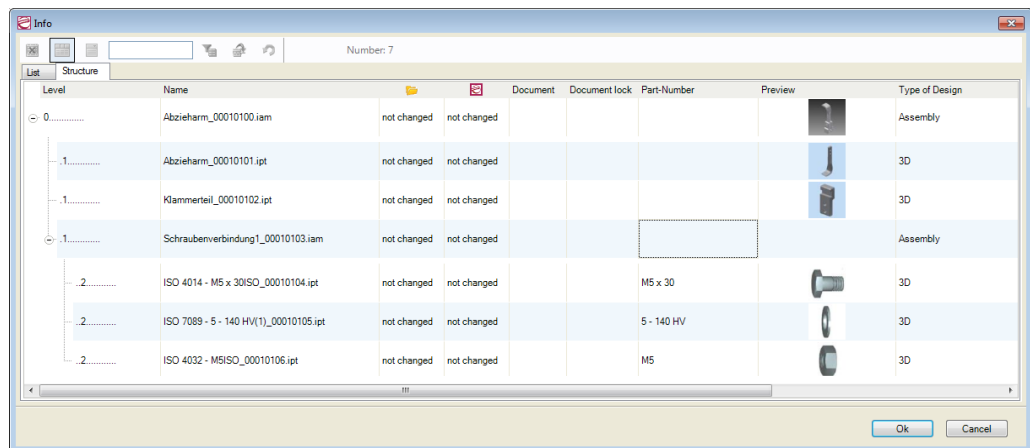 Info
Number: 7
List Structure
Level Name Document Document lock Part-Number Preview Type of Design
0.............. Abzieharm_00010100.iam not changed not changed Assembly
.1............. Abzieharm_00010101.ipt not changed not changed 3D
.1............. Klammerteil_00010102.ipt not changed not changed 3D
.1............. Schraubenverbindung1_00010103.iam not changed not changed Assembly
..2............ ISO 4014 - M5 x 30ISO_00010104.ipt not changed not changed M5 x 30 3D
..2............ ISO 7089 - 5 - 140 HV(1)_00010105.ipt not changed not changed 5 - 140 HV 3D
..2............ ISO 4032 - M5ISO_00010106.ipt not changed not changed M5 3D
Ok Cancel